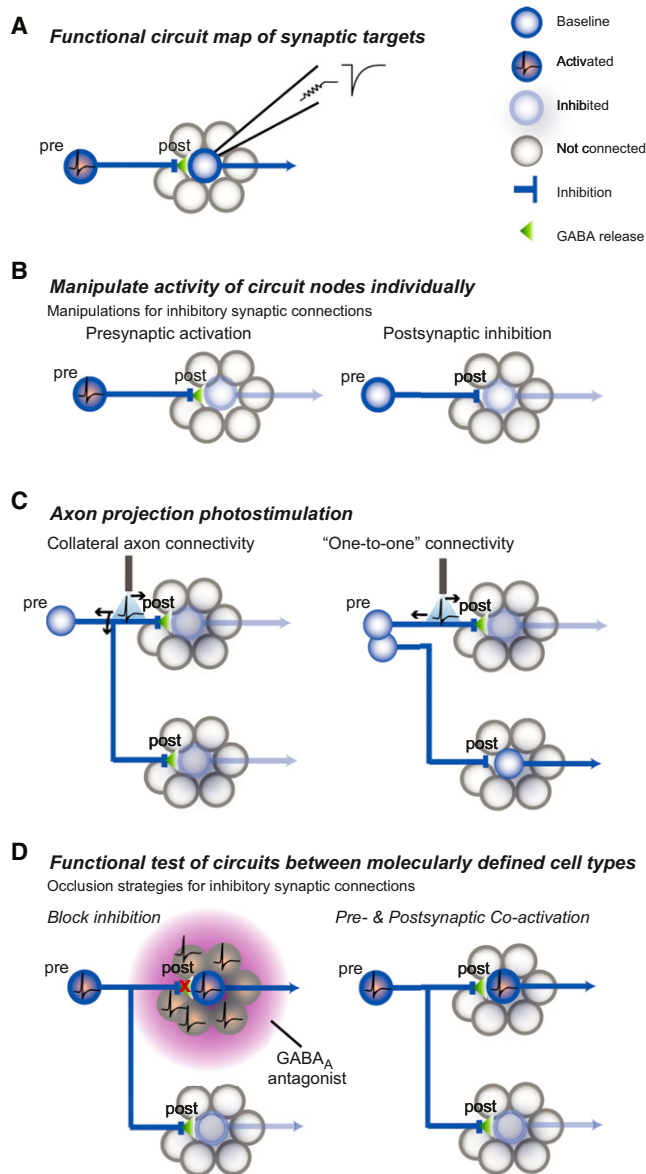 A
Functional circuit map of synaptic targets
pre
post
Baseline
Activated
Inhibited
Not connected
Inhibition
GABA release
B
Manipulate activity of circuit nodes individually
Manipulations for inhibitory synaptic connections
Presynaptic activation
Postsynaptic inhibition
pre
post
pre
post
C
Axon projection photostimulation
Collateral axon connectivity
“One-to-one” connectivity
pre
post
post
Pre
post
post
D
Functional test of circuits between molecularly defined cell types
Occlusion strategies for inhibitory synaptic connections
Block inhibition
Pre- & Postsynaptic Co-activation
pre
post
X
GABAA
antagonist
post
pre
post
post